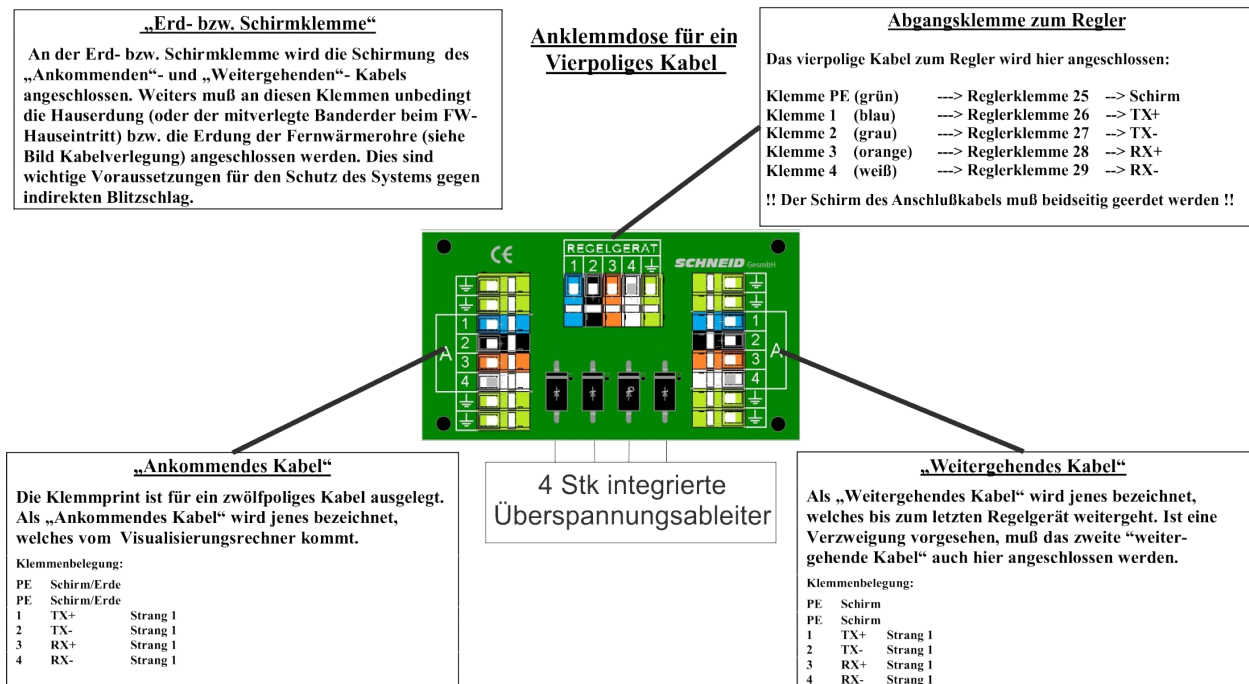 „Erd- bzw. Schirmklemme“
An der Erd- bzw. Schirmklemme wird die Schirmung des
„Ankommenden“- und „Weitergehenden“- Kabels
angeschlossen. Weiters muß an diesen Klemmen unbedingt
die Hauserdung (oder der mitverlegte Banderder beim FW-
Hauseintritt) bzw. die Erdung der Fernwärmerohre (siehe
Bild Kabelverlegung) angeschlossen werden. Dies sind
wichtige Voraussetzungen für den Schutz des Systems gegen
indirekten Blitzschlag.
Anklemmdose für ein
Vierpoliges Kabel
Abgangsklemme zum Regler
Das vierpolige Kabel zum Regler wird hier angeschlossen:
Klemme PE (grün) ---> Reglerklemme 25 --> Schirm
Klemme 1 (blau) ---> Reglerklemme 26 --> TX+
Klemme 2 (grau) ---> Reglerklemme 27 --> TX-
Klemme 3 (orange) ---> Reglerklemme 28 --> RX+
Klemme 4 (weiß) ---> Reglerklemme 29 --> RX-
!! Der Schirm des Anschlußkabels muß beidseitig geerdet werden !!
CE
REGELGERÄT
1 2 3 4
SCHNEID GesmbH
A
1
2
3
4
1
2
3
4
A
4 Stk integrierte
Überspannungsableiter
„Ankommendes Kabel“
Die Klemmprint ist für ein zwölfpoliges Kabel ausgelegt.
Als „Ankommendes Kabel“ wird jenes bezeichnet,
welches vom Visualisierungsrechner kommt.
Klemmenbelegung:
PE Schirm/Erde
PE Schirm/Erde
1 TX+ Strang 1
2 TX- Strang 1
3 RX+ Strang 1
4 RX- Strang 1
„Weitergehendes Kabel“
Als „Weitergehendes Kabel“ wird jenes bezeichnet,
welches bis zum letzten Regelgerät weitergeht. Ist eine
Verzweigung vorgesehen, muß das zweite “weiter-
gehende Kabel“ auch hier angeschlossen werden.
Klemmenbelegung:
PE Schirm
PE Schirm
1 TX+ Strang 1
2 TX- Strang 1
3 RX+ Strang 1
4 RX- Strang 1